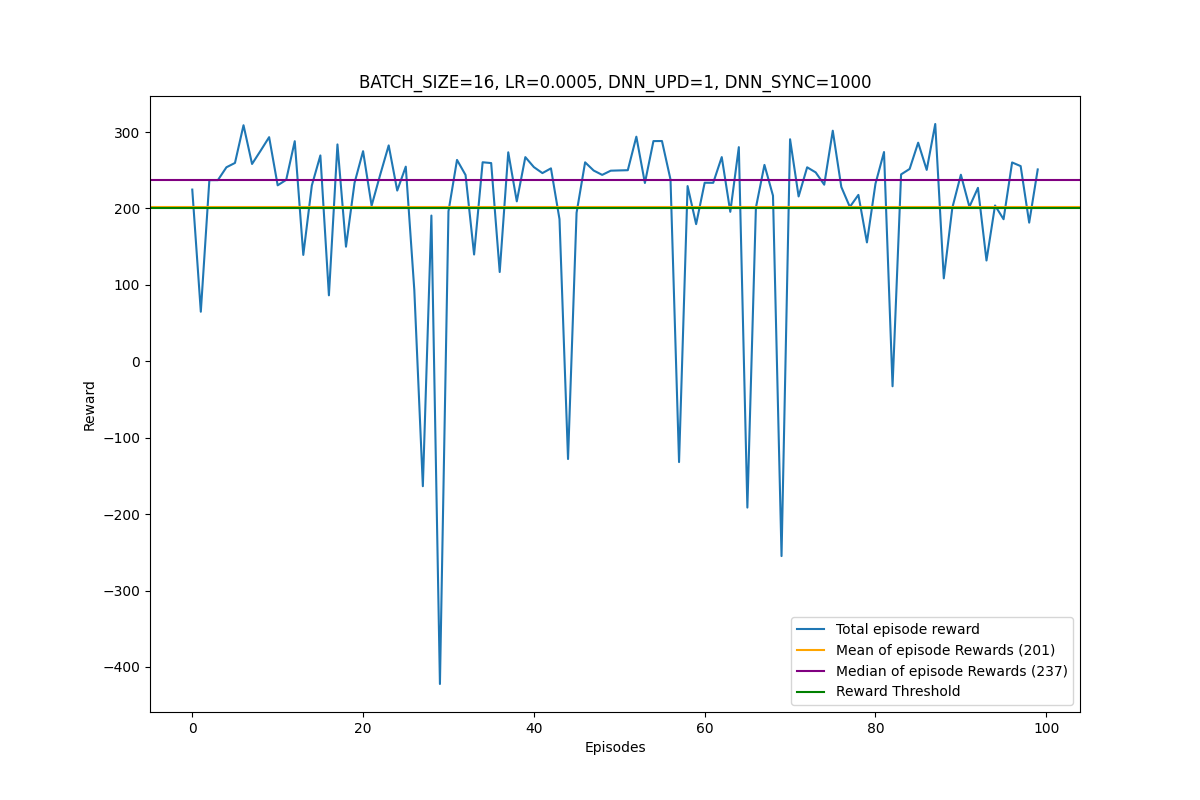 BATCH_SIZE=16, LR=0.0005, DNN_UPD=1, DNN_SYNC=1000
300
200
100
0
−100
−200
−300
−400
Reward
Total episode reward
Mean of episode Rewards (201)
Median of episode Rewards (237)
Reward Threshold
0 20 40 60 80 100
Episodes